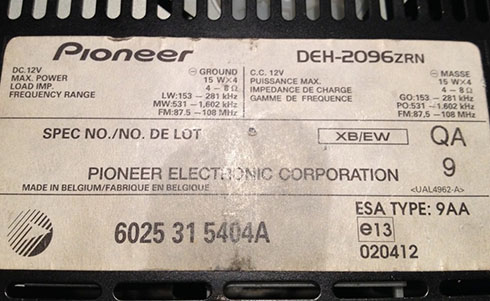 Pioneer DEH-2096ZRN
DC.12V ⊖ GROUND C.C. 12V ⊖ MASSE
MAX. POWER 15 W×4 PUISSANCE MAX. 15 W×4
LOAD IMP. 4–8 Ω IMPEDANCE DE CHARGE 4–8 Ω
FREQUENCY RANGE LW:153 – 281 kHz GAMME DE FREQUENCE GO:153 – 281 kHz
MW:531–1,602 kHz PO:531–1,602 kHz
FM:87.5 –108 MHz FM:87,5 –108 MHz
SPEC NO./NO. DE LOT XB/EW QA
PIONEER ELECTRONIC CORPORATION 9
MADE IN BELGIUM/FABRIQUE EN BELGIQUE <UAL4962-A>
6025 31 5404A
ESA TYPE: 9AA
e13
020412